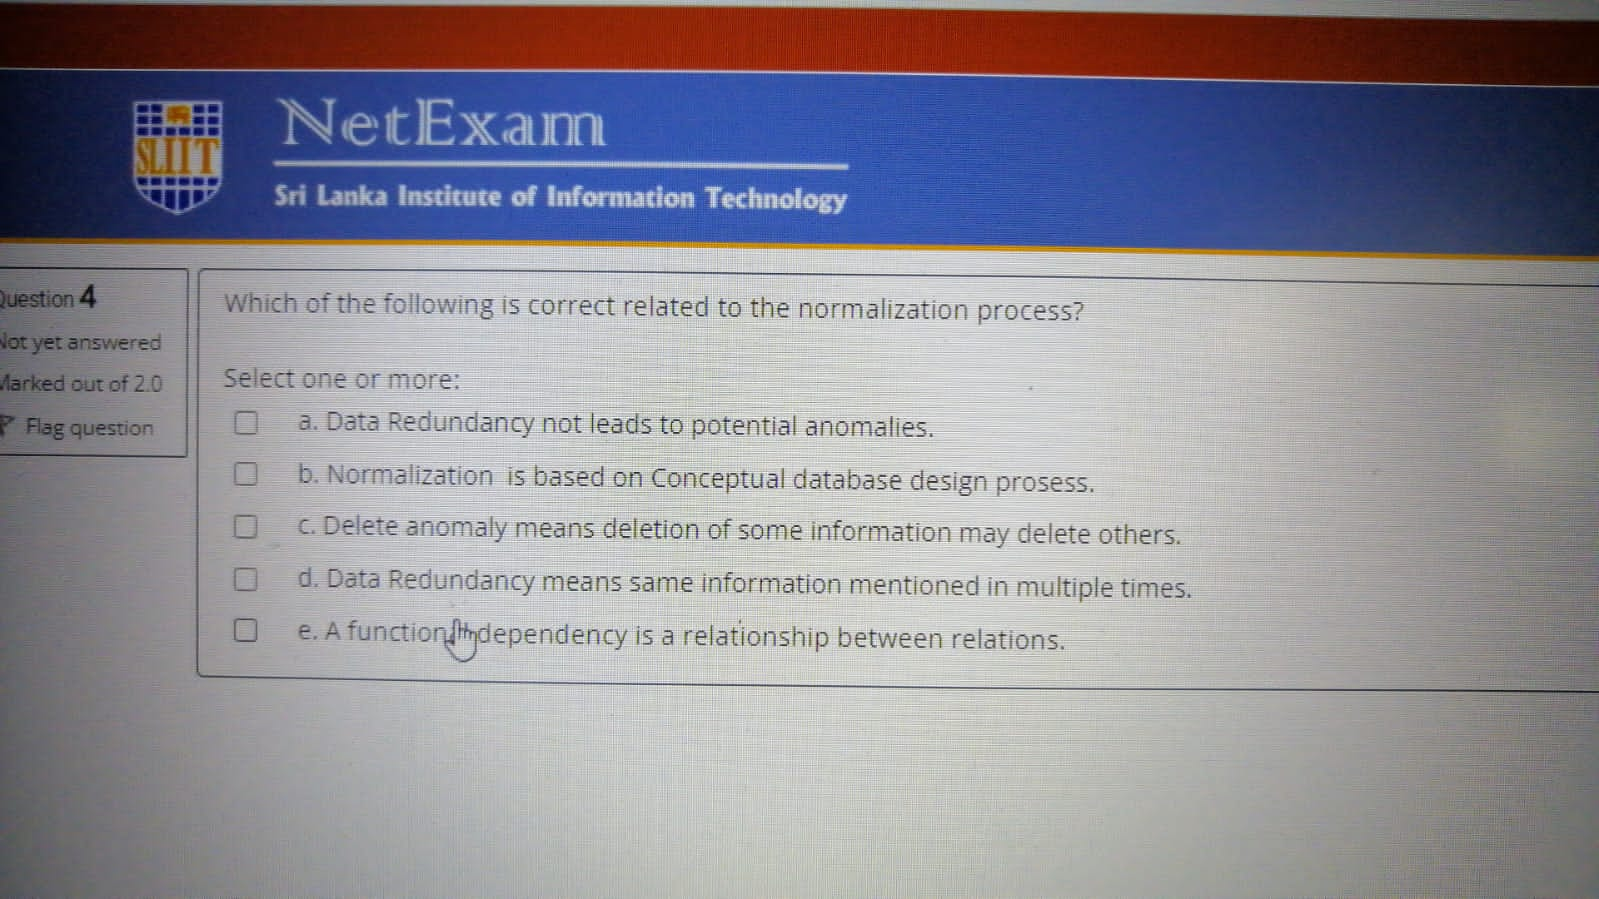 SLIIT
NetExam
Sri Lanka Institute of Information Technology
Question 4
Not yet answered
Marked out of 2.0
Flag question
Which of the following is correct related to the normalization process?
Select one or more:
a. Data Redundancy not leads to potential anomalies.
b. Normalization is based on Conceptual database design prosess.
c. Delete anomaly means deletion of some information may delete others.
d. Data Redundancy means same information mentioned in multiple times.
e. A function dependency is a relationship between relations.